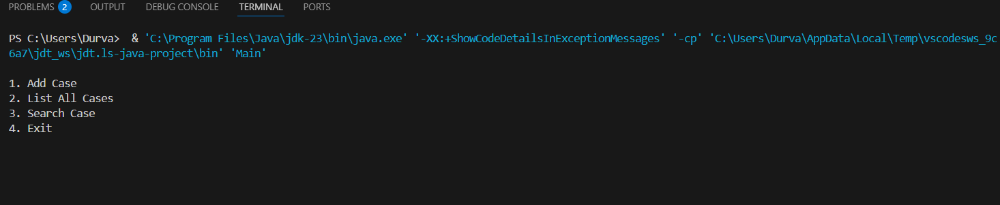 PROBLEMS 2 OUTPUT DEBUG CONSOLE TERMINAL PORTS
PS C:\Users\Durva>  & 'C:\Program Files\Java\jdk-23\bin\java.exe' '-XX:+ShowCodeDetailsInExceptionMessages' '-cp' 'C:\Users\Durva\AppData\Local\Temp\vscodesws_9c
6a7\jdt_ws\jdt.ls-java-project\bin' 'Main'
1. Add Case
2. List All Cases
3. Search Case
4. Exit